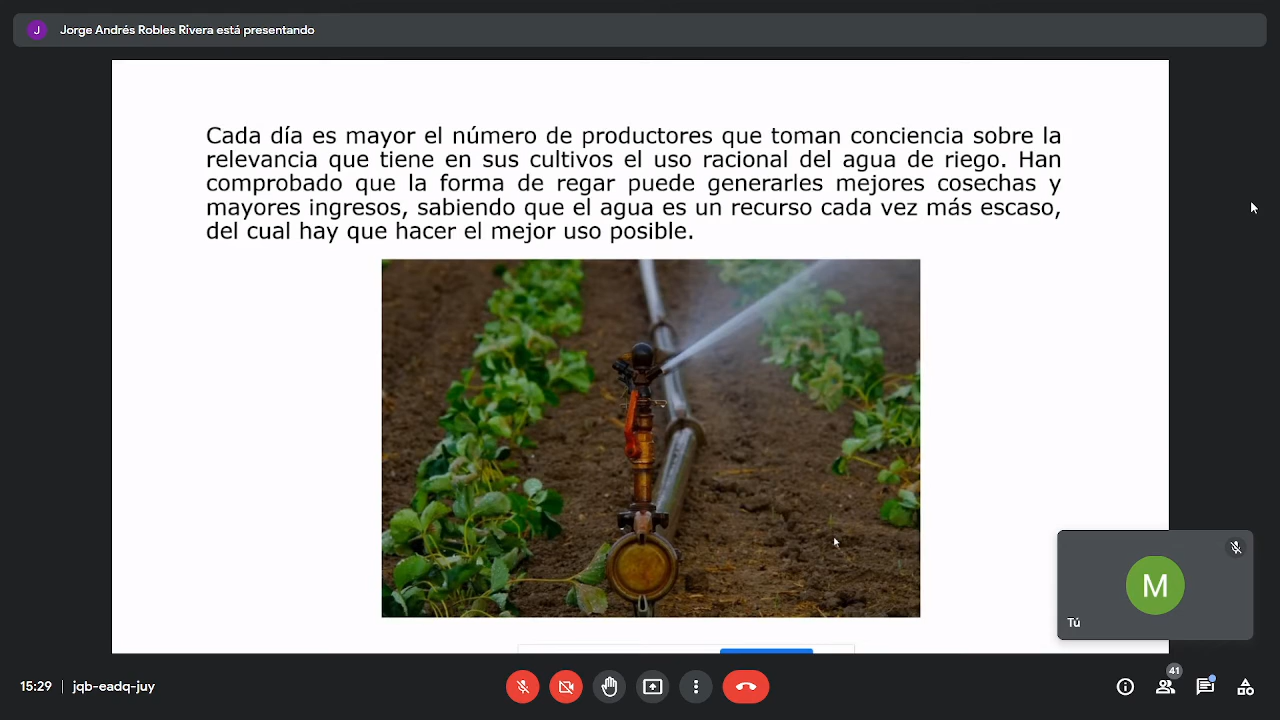 J
Jorge Andrés Robles Rivera está presentando
Cada día es mayor el número de productores que toman conciencia sobre la
relevancia que tiene en sus cultivos el uso racional del agua de riego. Han
comprobado que la forma de regar puede generarles mejores cosechas y
mayores ingresos, sabiendo que el agua es un recurso cada vez más escaso,
del cual hay que hacer el mejor uso posible.
M
Tú
15:29 | jqb-eadq-juy
41